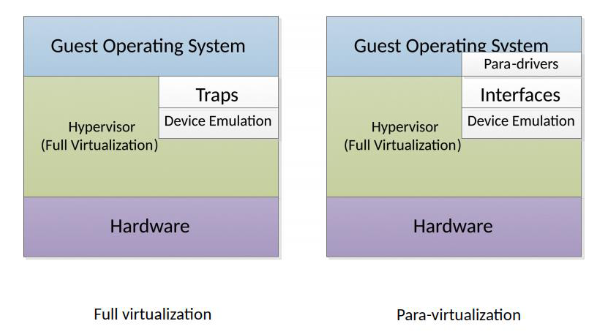 Guest Operating System
Traps
Device Emulation
Hypervisor
(Full Virtualization)
Hardware
Full virtualization
Guest Operating System
Para-drivers
Interfaces
Device Emulation
Hypervisor
(Full Virtualization)
Hardware
Para-virtualization